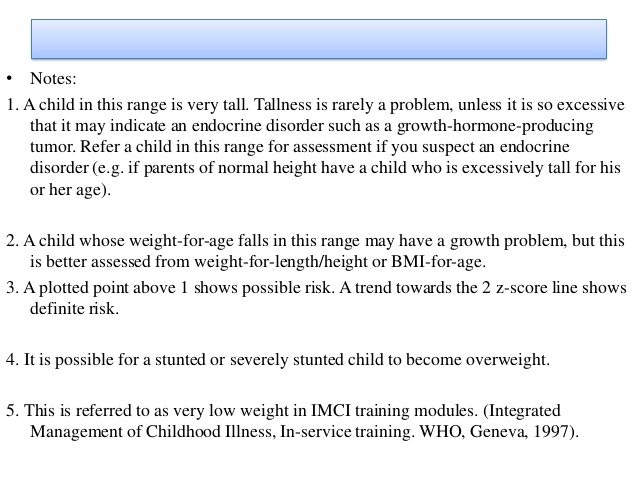 • Notes:
1. A child in this range is very tall. Tallness is rarely a problem, unless it is so excessive
that it may indicate an endocrine disorder such as a growth-hormone-producing
tumor. Refer a child in this range for assessment if you suspect an endocrine
disorder (e.g. if parents of normal height have a child who is excessively tall for his
or her age).
2. A child whose weight-for-age falls in this range may have a growth problem, but this
is better assessed from weight-for-length/height or BMI-for-age.
3. A plotted point above 1 shows possible risk. A trend towards the 2 z-score line shows
definite risk.
4. It is possible for a stunted or severely stunted child to become overweight.
5. This is referred to as very low weight in IMCI training modules. (Integrated
Management of Childhood Illness, In-service training. WHO, Geneva, 1997).